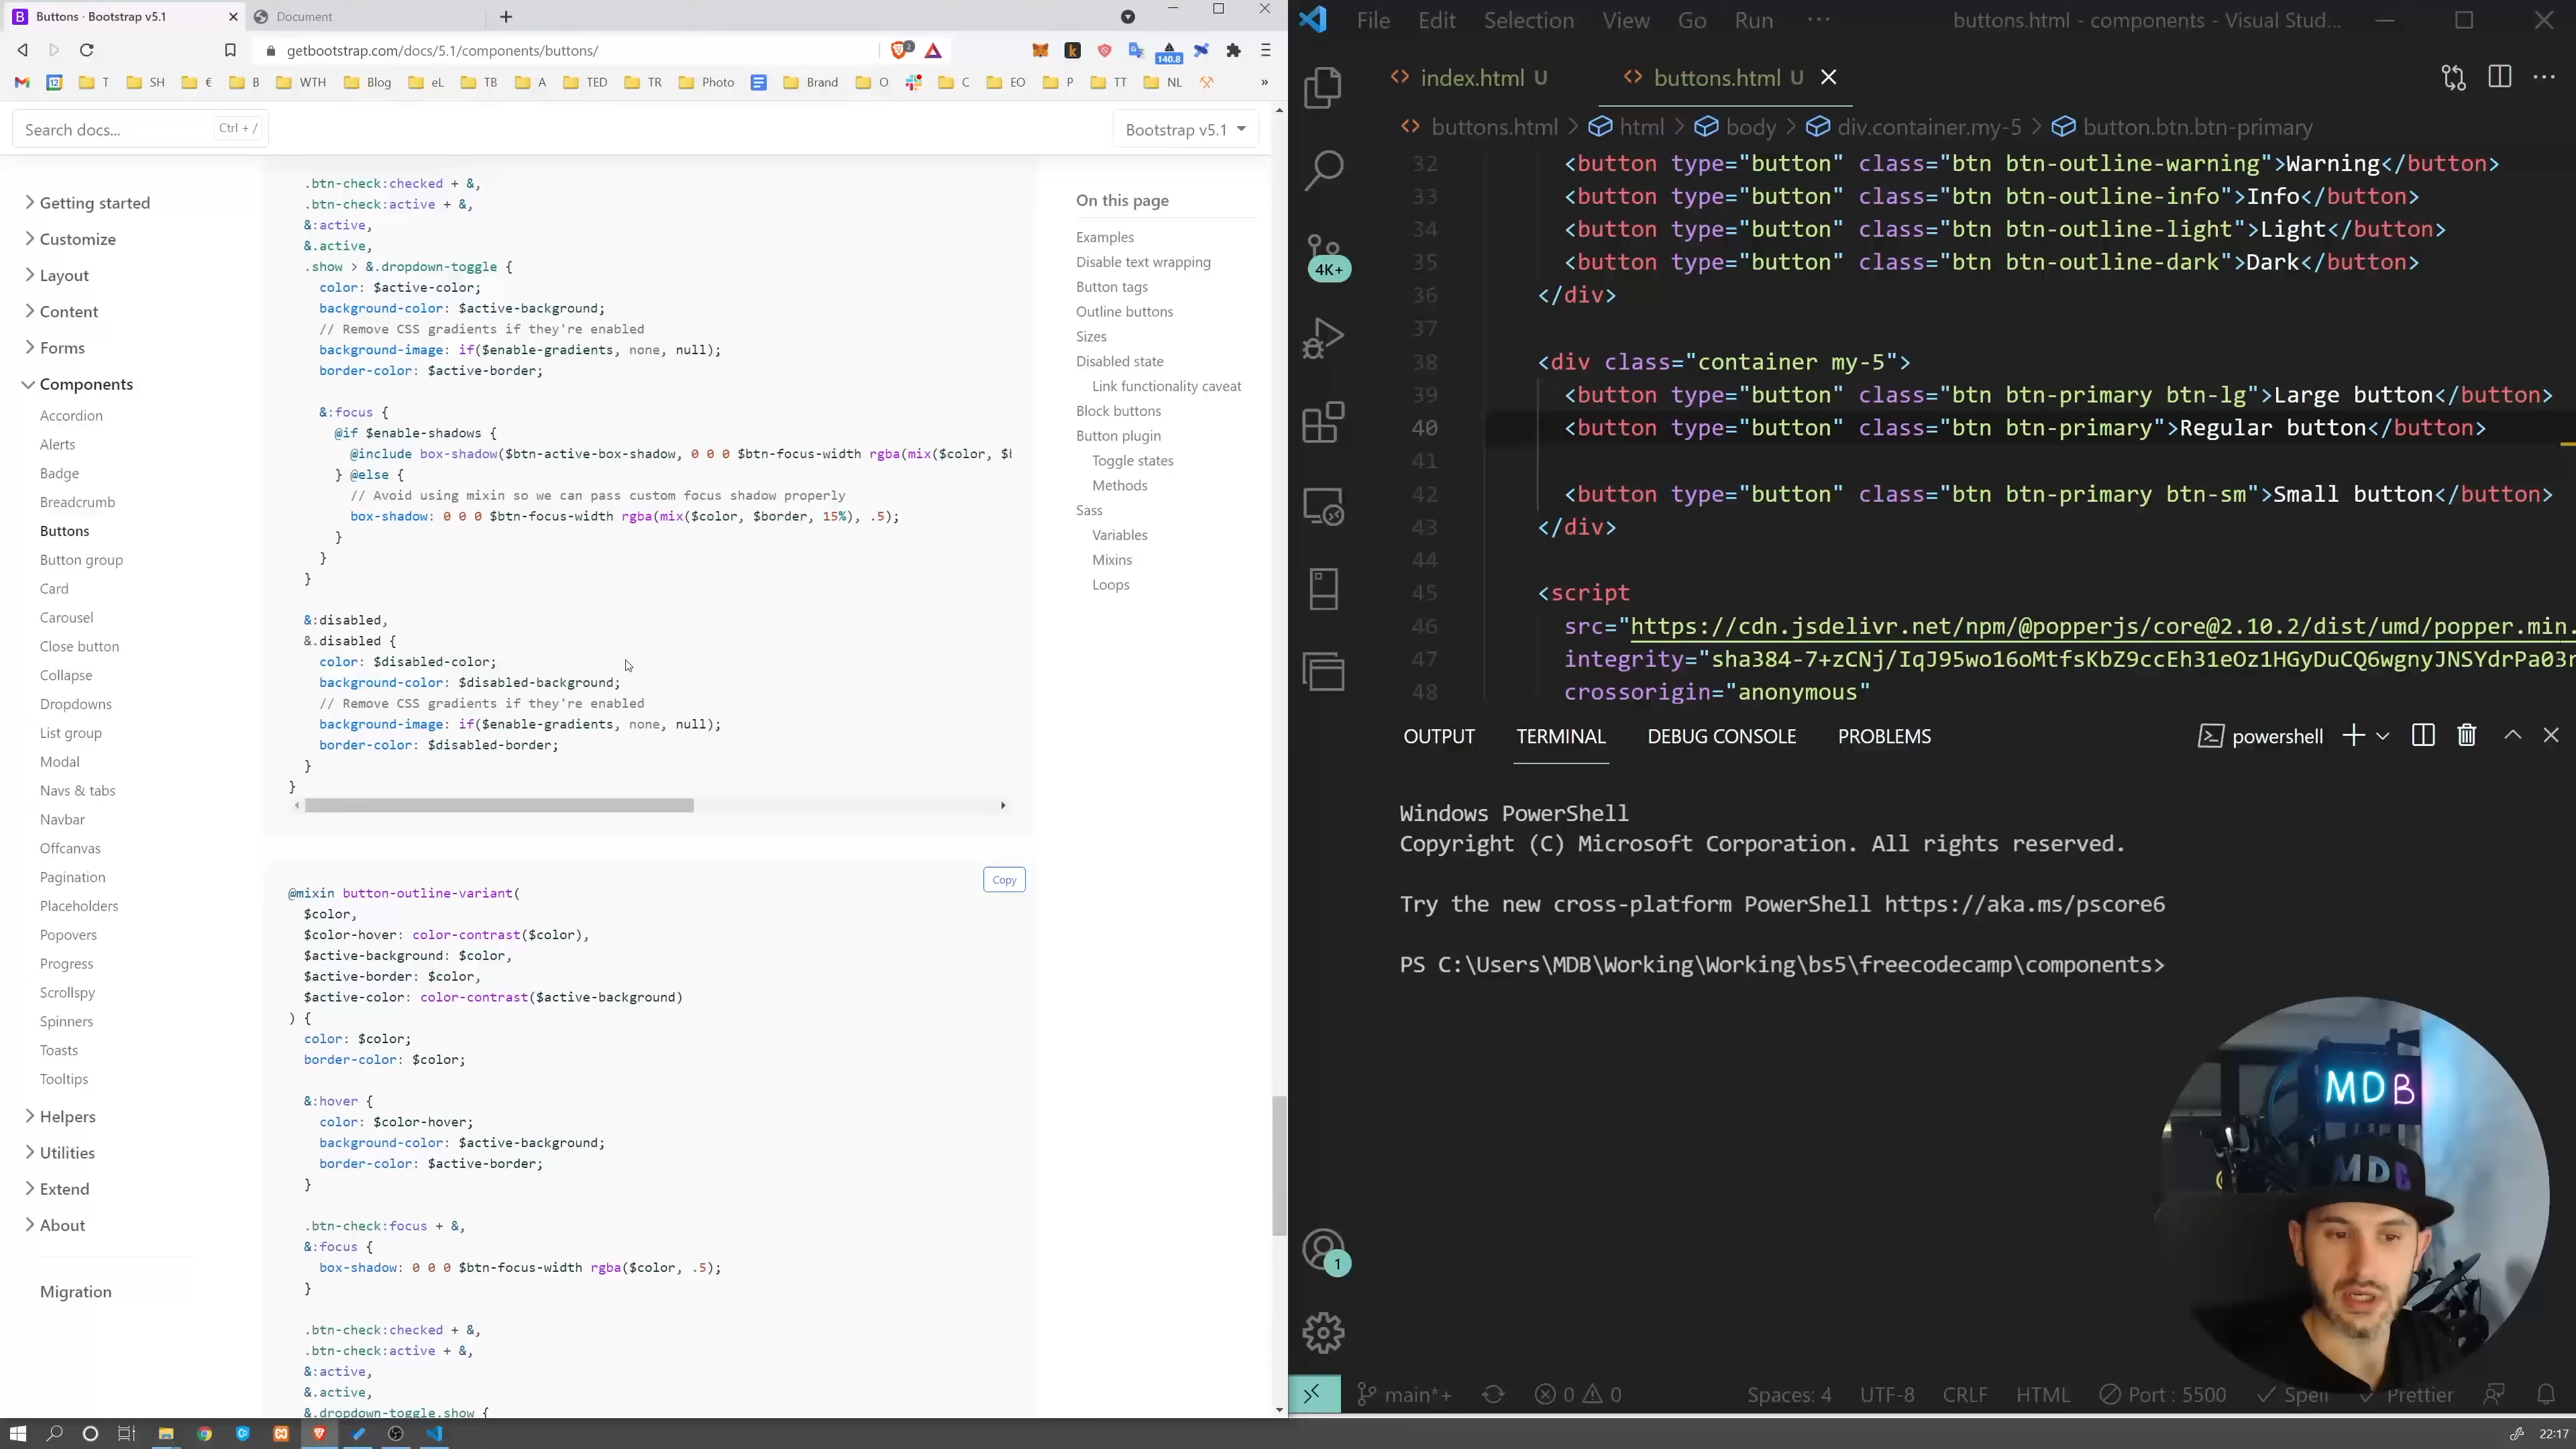 Buttons · Bootstrap v5.1
Document
getbootstrap.com/docs/5.1/components/buttons/
2
140.8
12
T
SH
€
B
WTH
Blog
eL
TB
A
TED
TR
Photo
Brand
O
C
EO
P
TT
NL
»
Search docs...
Ctrl + /
Bootstrap v5.1
Getting started
Customize
Layout
Content
Forms
Components
Accordion
Alerts
Badge
Breadcrumb
Buttons
Button group
Card
Carousel
Close button
Collapse
Dropdowns
List group
Modal
Navs & tabs
Navbar
Offcanvas
Pagination
Placeholders
Popovers
Progress
Scrollspy
Spinners
Toasts
Tooltips
Helpers
Utilities
Extend
About
Migration
.btn-check:checked + &,
.btn-check:active + &,
&:active,
&.active,
.show > &.dropdown-toggle {
color: $active-color;
background-color: $active-background;
// Remove CSS gradients if they're enabled
background-image: if($enable-gradients, none, null);
border-color: $active-border;
&:focus {
@if $enable-shadows {
@include box-shadow($btn-active-box-shadow, 0 0 0 $btn-focus-width rgba(mix($color, $b
} @else {
// Avoid using mixin so we can pass custom focus shadow properly
box-shadow: 0 0 0 $btn-focus-width rgba(mix($color, $border, 15%), .5);
}
}
}
&:disabled,
&.disabled {
color: $disabled-color;
background-color: $disabled-background;
// Remove CSS gradients if they're enabled
background-image: if($enable-gradients, none, null);
border-color: $disabled-border;
}
}
Copy
@mixin button-outline-variant(
$color,
$color-hover: color-contrast($color),
$active-background: $color,
$active-border: $color,
$active-color: color-contrast($active-background)
) {
color: $color;
border-color: $color;
&:hover {
color: $color-hover;
background-color: $active-background;
border-color: $active-border;
}
.btn-check:focus + &,
&:focus {
box-shadow: 0 0 0 $btn-focus-width rgba($color, .5);
}
.btn-check:checked + &,
.btn-check:active + &,
&:active,
&.active,
&.dropdown-toggle.show {
On this page
Examples
Disable text wrapping
Button tags
Outline buttons
Sizes
Disabled state
Link functionality caveat
Block buttons
Button plugin
Toggle states
Methods
Sass
Variables
Mixins
Loops
File Edit Selection View Go Run ···
buttons.html - components - Visual Stud...
index.html U
buttons.html U
buttons.html > html > body > div.container.my-5 > button.btn.btn-primary
32 <button type="button" class="btn btn-outline-warning">Warning</button>
33 <button type="button" class="btn btn-outline-info">Info</button>
34 <button type="button" class="btn btn-outline-light">Light</button>
35 <button type="button" class="btn btn-outline-dark">Dark</button>
36 </div>
37
38 <div class="container my-5">
39 <button type="button" class="btn btn-primary btn-lg">Large button</button>
40 <button type="button" class="btn btn-primary">Regular button</button>
41
42 <button type="button" class="btn btn-primary btn-sm">Small button</button>
43 </div>
44
45 <script
46 src="https://cdn.jsdelivr.net/npm/@popperjs/core@2.10.2/dist/umd/popper.min.
47 integrity="sha384-7+zCNj/IqJ95wo16oMtfsKbZ9ccEh31eOz1HGyDuCQ6wgnyJNSYdrPa03r
48 crossorigin="anonymous"
4K+
OUTPUT TERMINAL DEBUG CONSOLE PROBLEMS
powershell
Windows PowerShell
Copyright (C) Microsoft Corporation. All rights reserved.
Try the new cross-platform PowerShell https://aka.ms/pscore6
PS C:\Users\MDB\Working\Working\bs5\freecodecamp\components>
MDB
MDB
1
main*+
0
0
Spaces: 4
UTF-8
CRLF
HTML
Port : 5500
Spell
Prettier
22:17